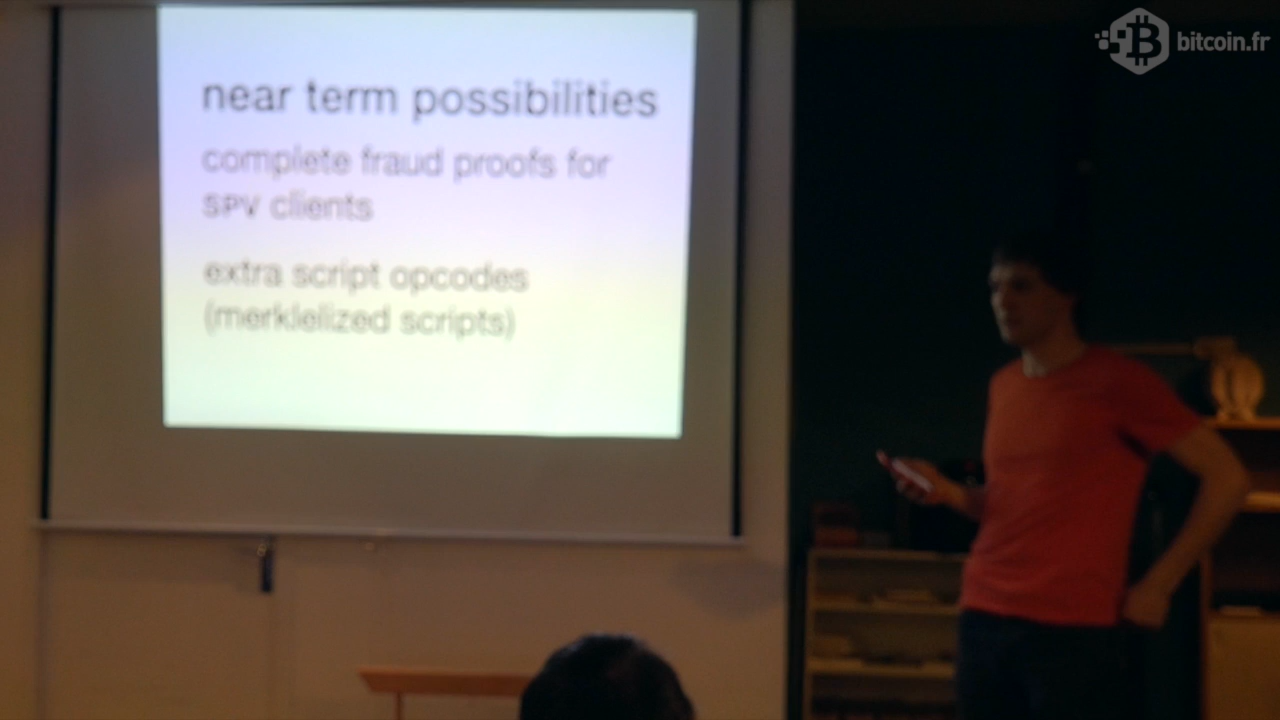 near term possibilities
complete fraud proofs for
SPV clients
extra script opcodes
(merklelized scripts)
bitcoin.fr